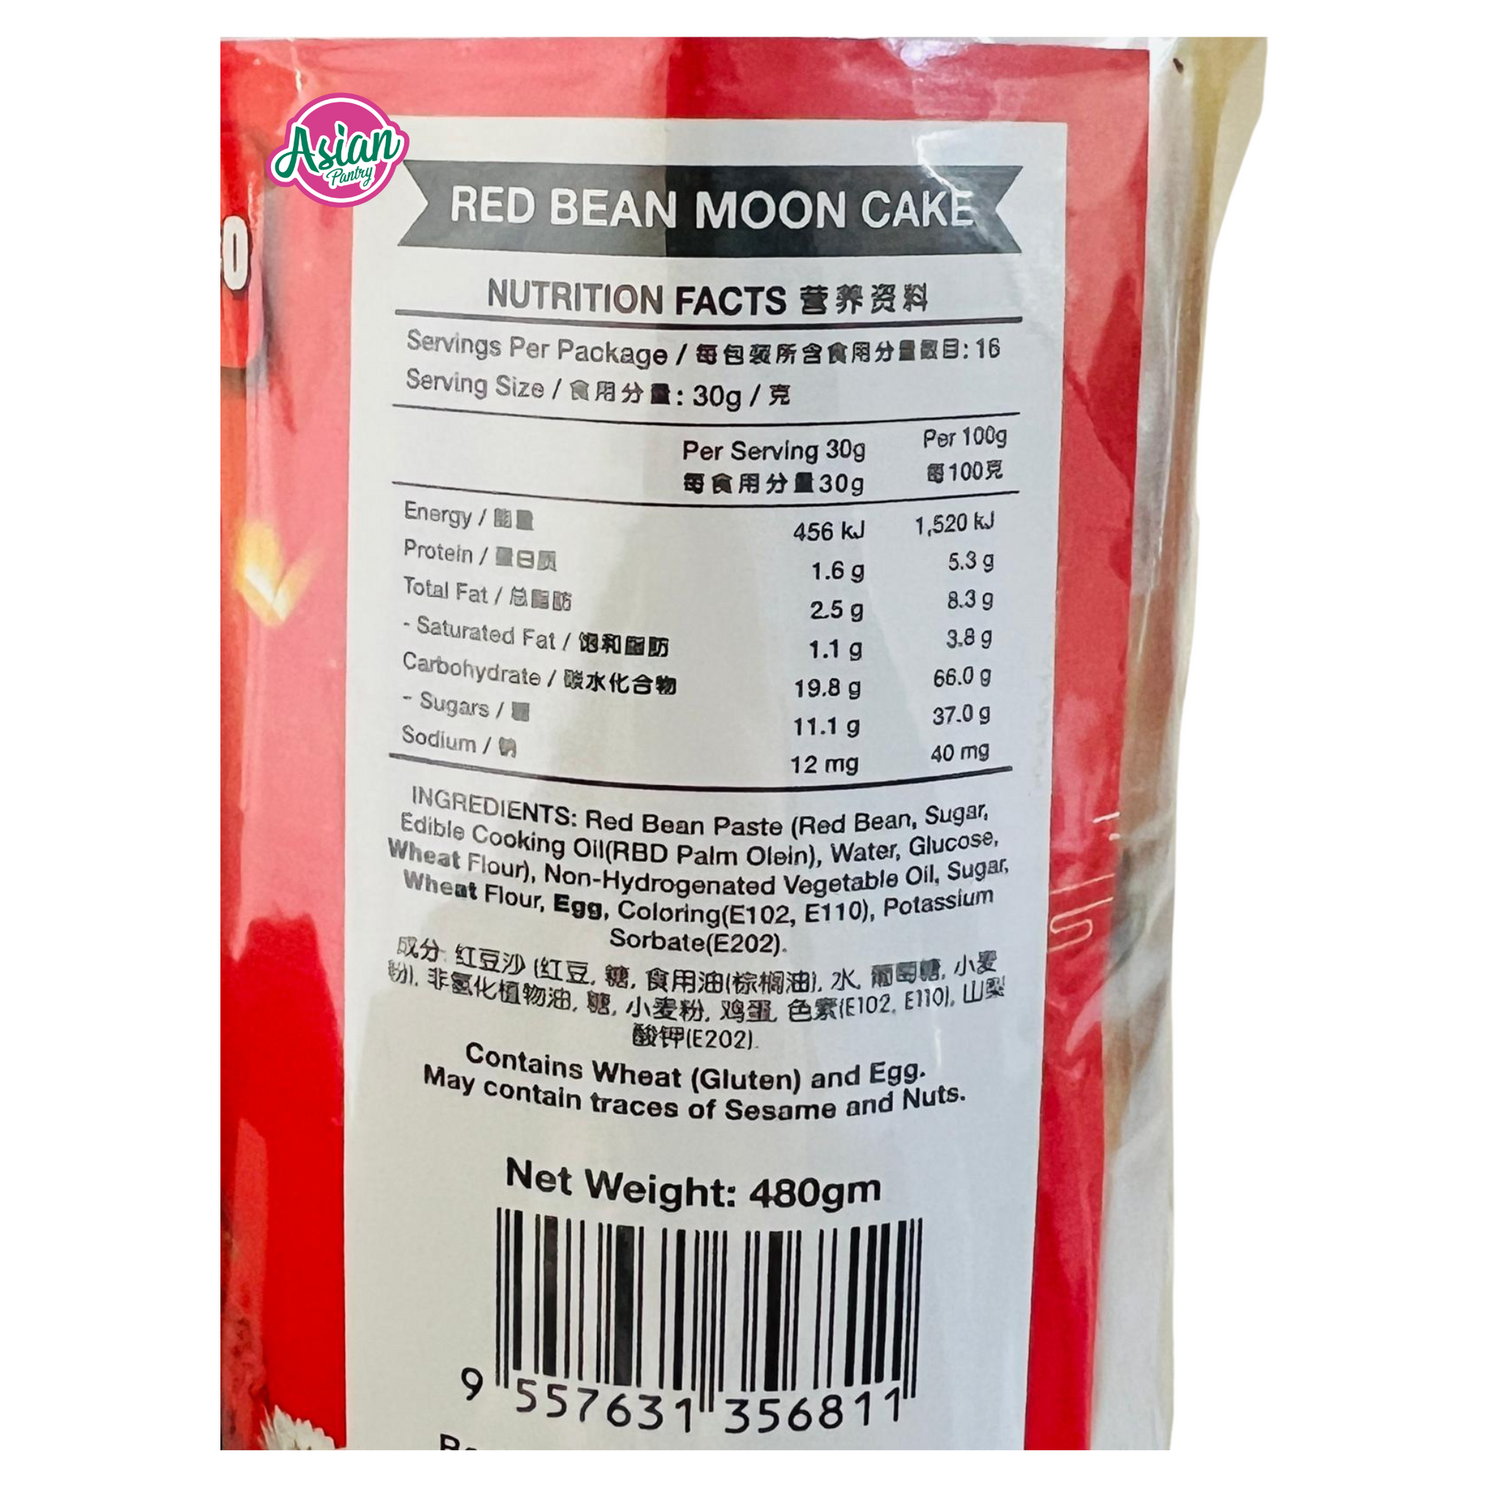 Asian
Pantry
RED BEAN MOON CAKE
NUTRITION FACTS 营养资料
Servings Per Package / 每包装所含食用分量数目: 16
Serving Size / 食用分量: 30g / 克
Per Serving 30g Per 100g
每食用分量30g 每100克
Energy / 能量 456 kJ 1,520 kJ
Protein / 蛋白质 1.6 g 5.3 g
Total Fat / 总脂肪 2.5 g 8.3 g
- Saturated Fat / 饱和脂肪 1.1 g 3.8 g
Carbohydrate / 碳水化合物 19.8 g 66.0 g
- Sugars / 糖 11.1 g 37.0 g
Sodium / 钠 12 mg 40 mg
INGREDIENTS: Red Bean Paste (Red Bean, Sugar,
Edible Cooking Oil(RBD Palm Olein), Water, Glucose,
Wheat Flour), Non-Hydrogenated Vegetable Oil, Sugar,
Wheat Flour, Egg, Coloring(E102, E110), Potassium
Sorbate(E202).
成分: 红豆沙 (红豆, 糖, 食用油(棕榈油), 水, 葡萄糖, 小麦
粉), 非氢化植物油, 糖, 小麦粉, 鸡蛋, 色素(E102, E110), 山梨
酸钾(E202).
Contains Wheat (Gluten) and Egg.
May contain traces of Sesame and Nuts.
Net Weight: 480gm
9 557631 356811